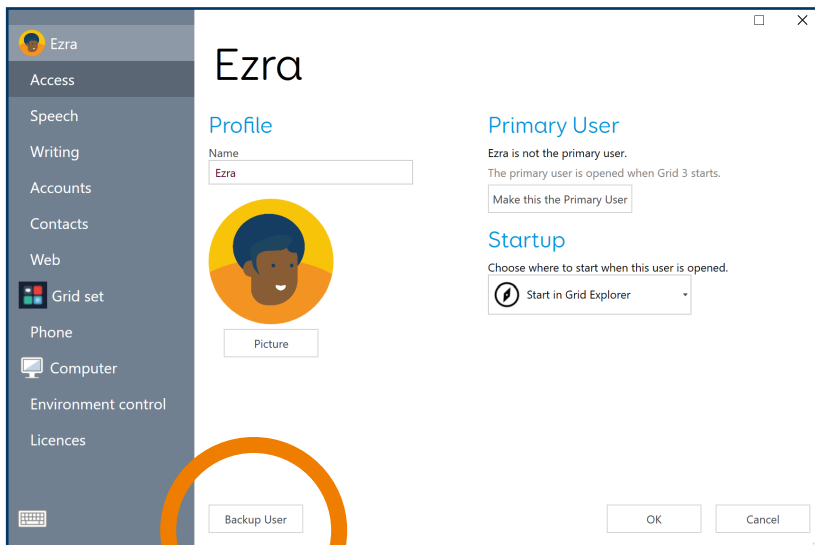 Ezra
Access
Speech
Writing
Accounts
Contacts
Web
Grid set
Phone
Computer
Environment control
Licences
Ezra
Profile
Name
Ezra
Picture
Primary User
Ezra is not the primary user.
The primary user is opened when Grid 3 starts.
Make this the Primary User
Startup
Choose where to start when this user is opened.
Start in Grid Explorer
Backup User
OK
Cancel